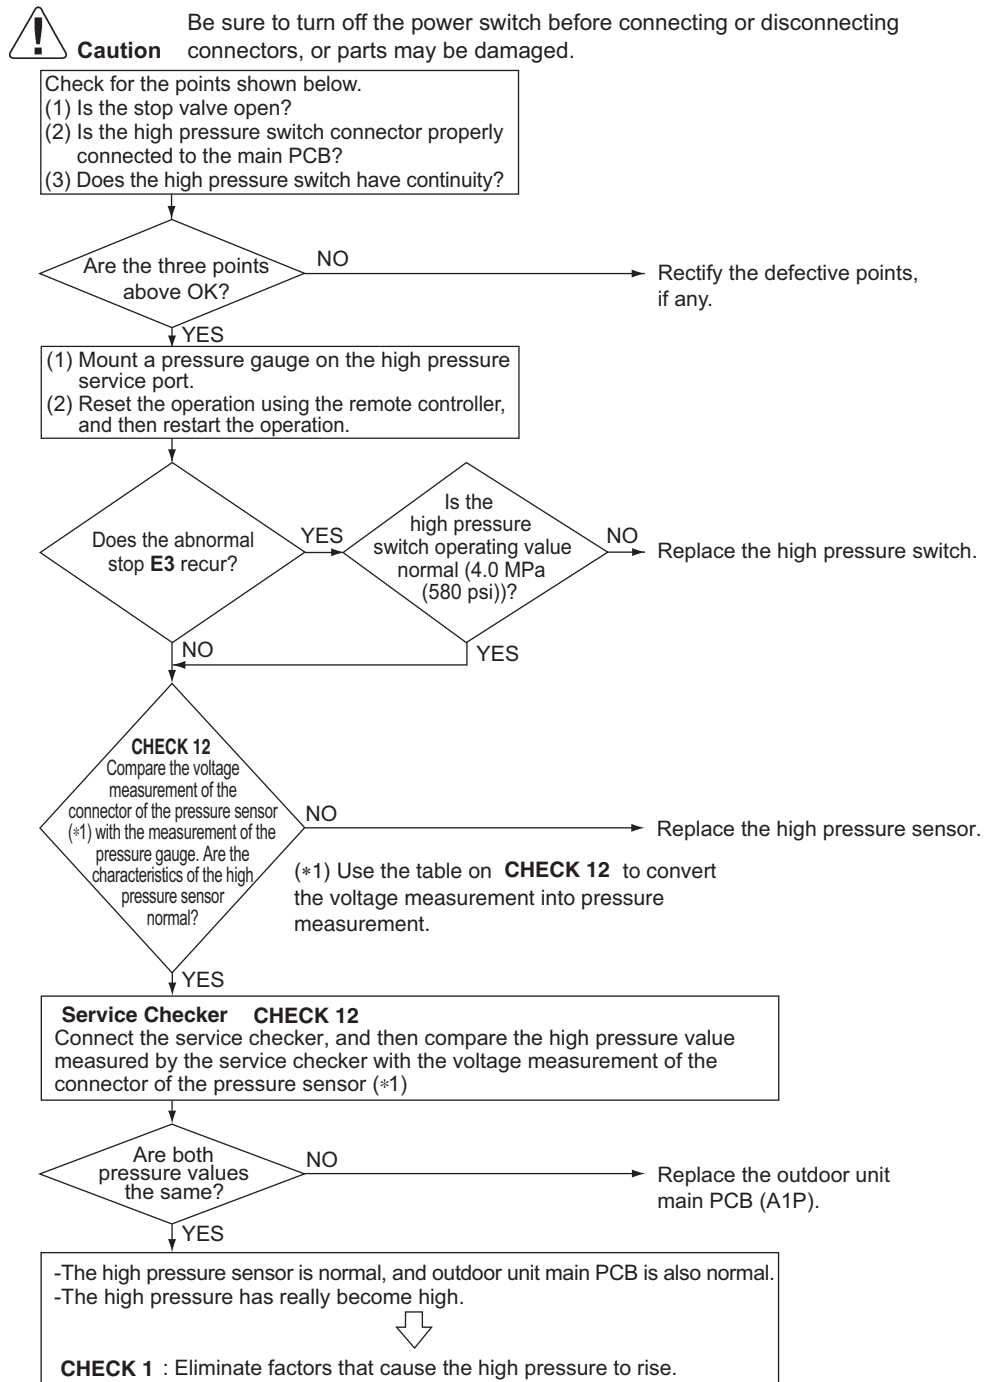 Be sure to turn off the power switch before connecting or disconnecting
Caution connectors, or parts may be damaged.
Check for the points shown below.
(1) Is the stop valve open?
(2) Is the high pressure switch connector properly
connected to the main PCB?
(3) Does the high pressure switch have continuity?
Are the three points
above OK?
NO
Rectify the defective points,
if any.
YES
(1) Mount a pressure gauge on the high pressure
service port.
(2) Reset the operation using the remote controller,
and then restart the operation.
Does the abnormal
stop E3 recur?
YES
Is the
high pressure
switch operating value
normal (4.0 MPa
(580 psi))?
NO
Replace the high pressure switch.
NO
YES
CHECK 12
Compare the voltage
measurement of the
connector of the pressure sensor
(*1) with the measurement of the
pressure gauge. Are the
characteristics of the high
pressure sensor
normal?
NO
Replace the high pressure sensor.
(*1) Use the table on CHECK 12 to convert
the voltage measurement into pressure
measurement.
YES
Service Checker CHECK 12
Connect the service checker, and then compare the high pressure value
measured by the service checker with the voltage measurement of the
connector of the pressure sensor (*1)
Are both
pressure values
the same?
NO
Replace the outdoor unit
main PCB (A1P).
YES
-The high pressure sensor is normal, and outdoor unit main PCB is also normal.
-The high pressure has really become high.
CHECK 1 : Eliminate factors that cause the high pressure to rise.